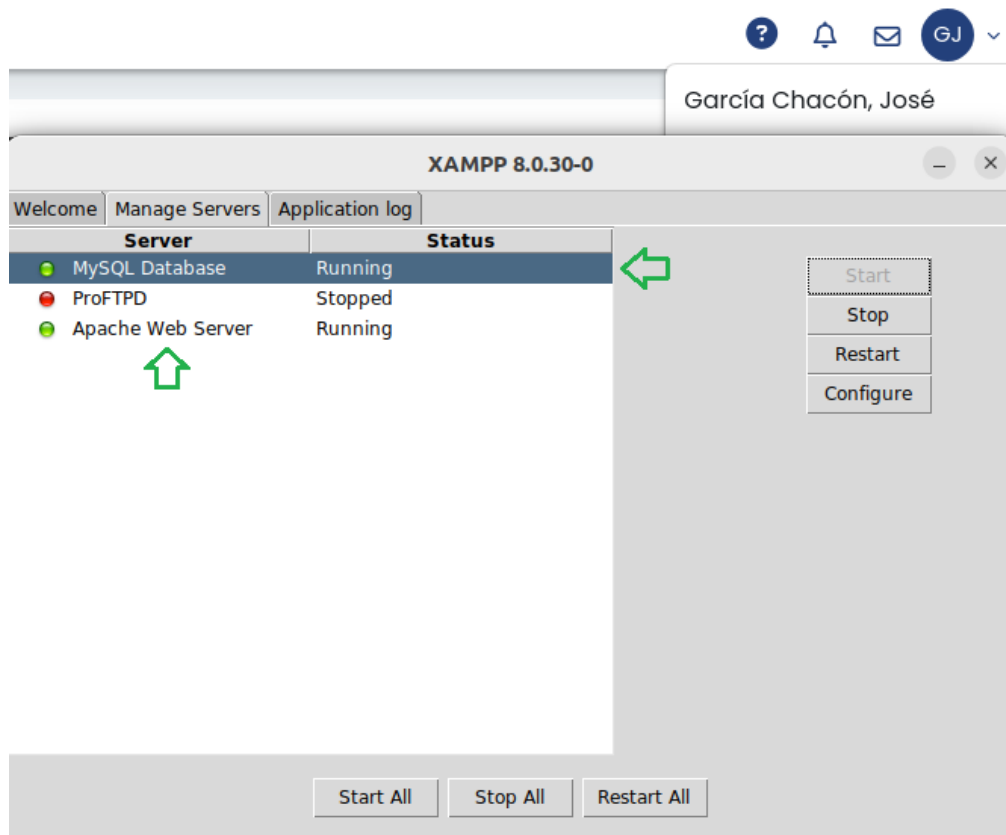 ? GJ
García Chacón, José
XAMPP 8.0.30-0
Welcome Manage Servers Application log
Server Status
MySQL Database Running
ProFTPD Stopped
Apache Web Server Running
Start
Stop
Restart
Configure
Start All Stop All Restart All